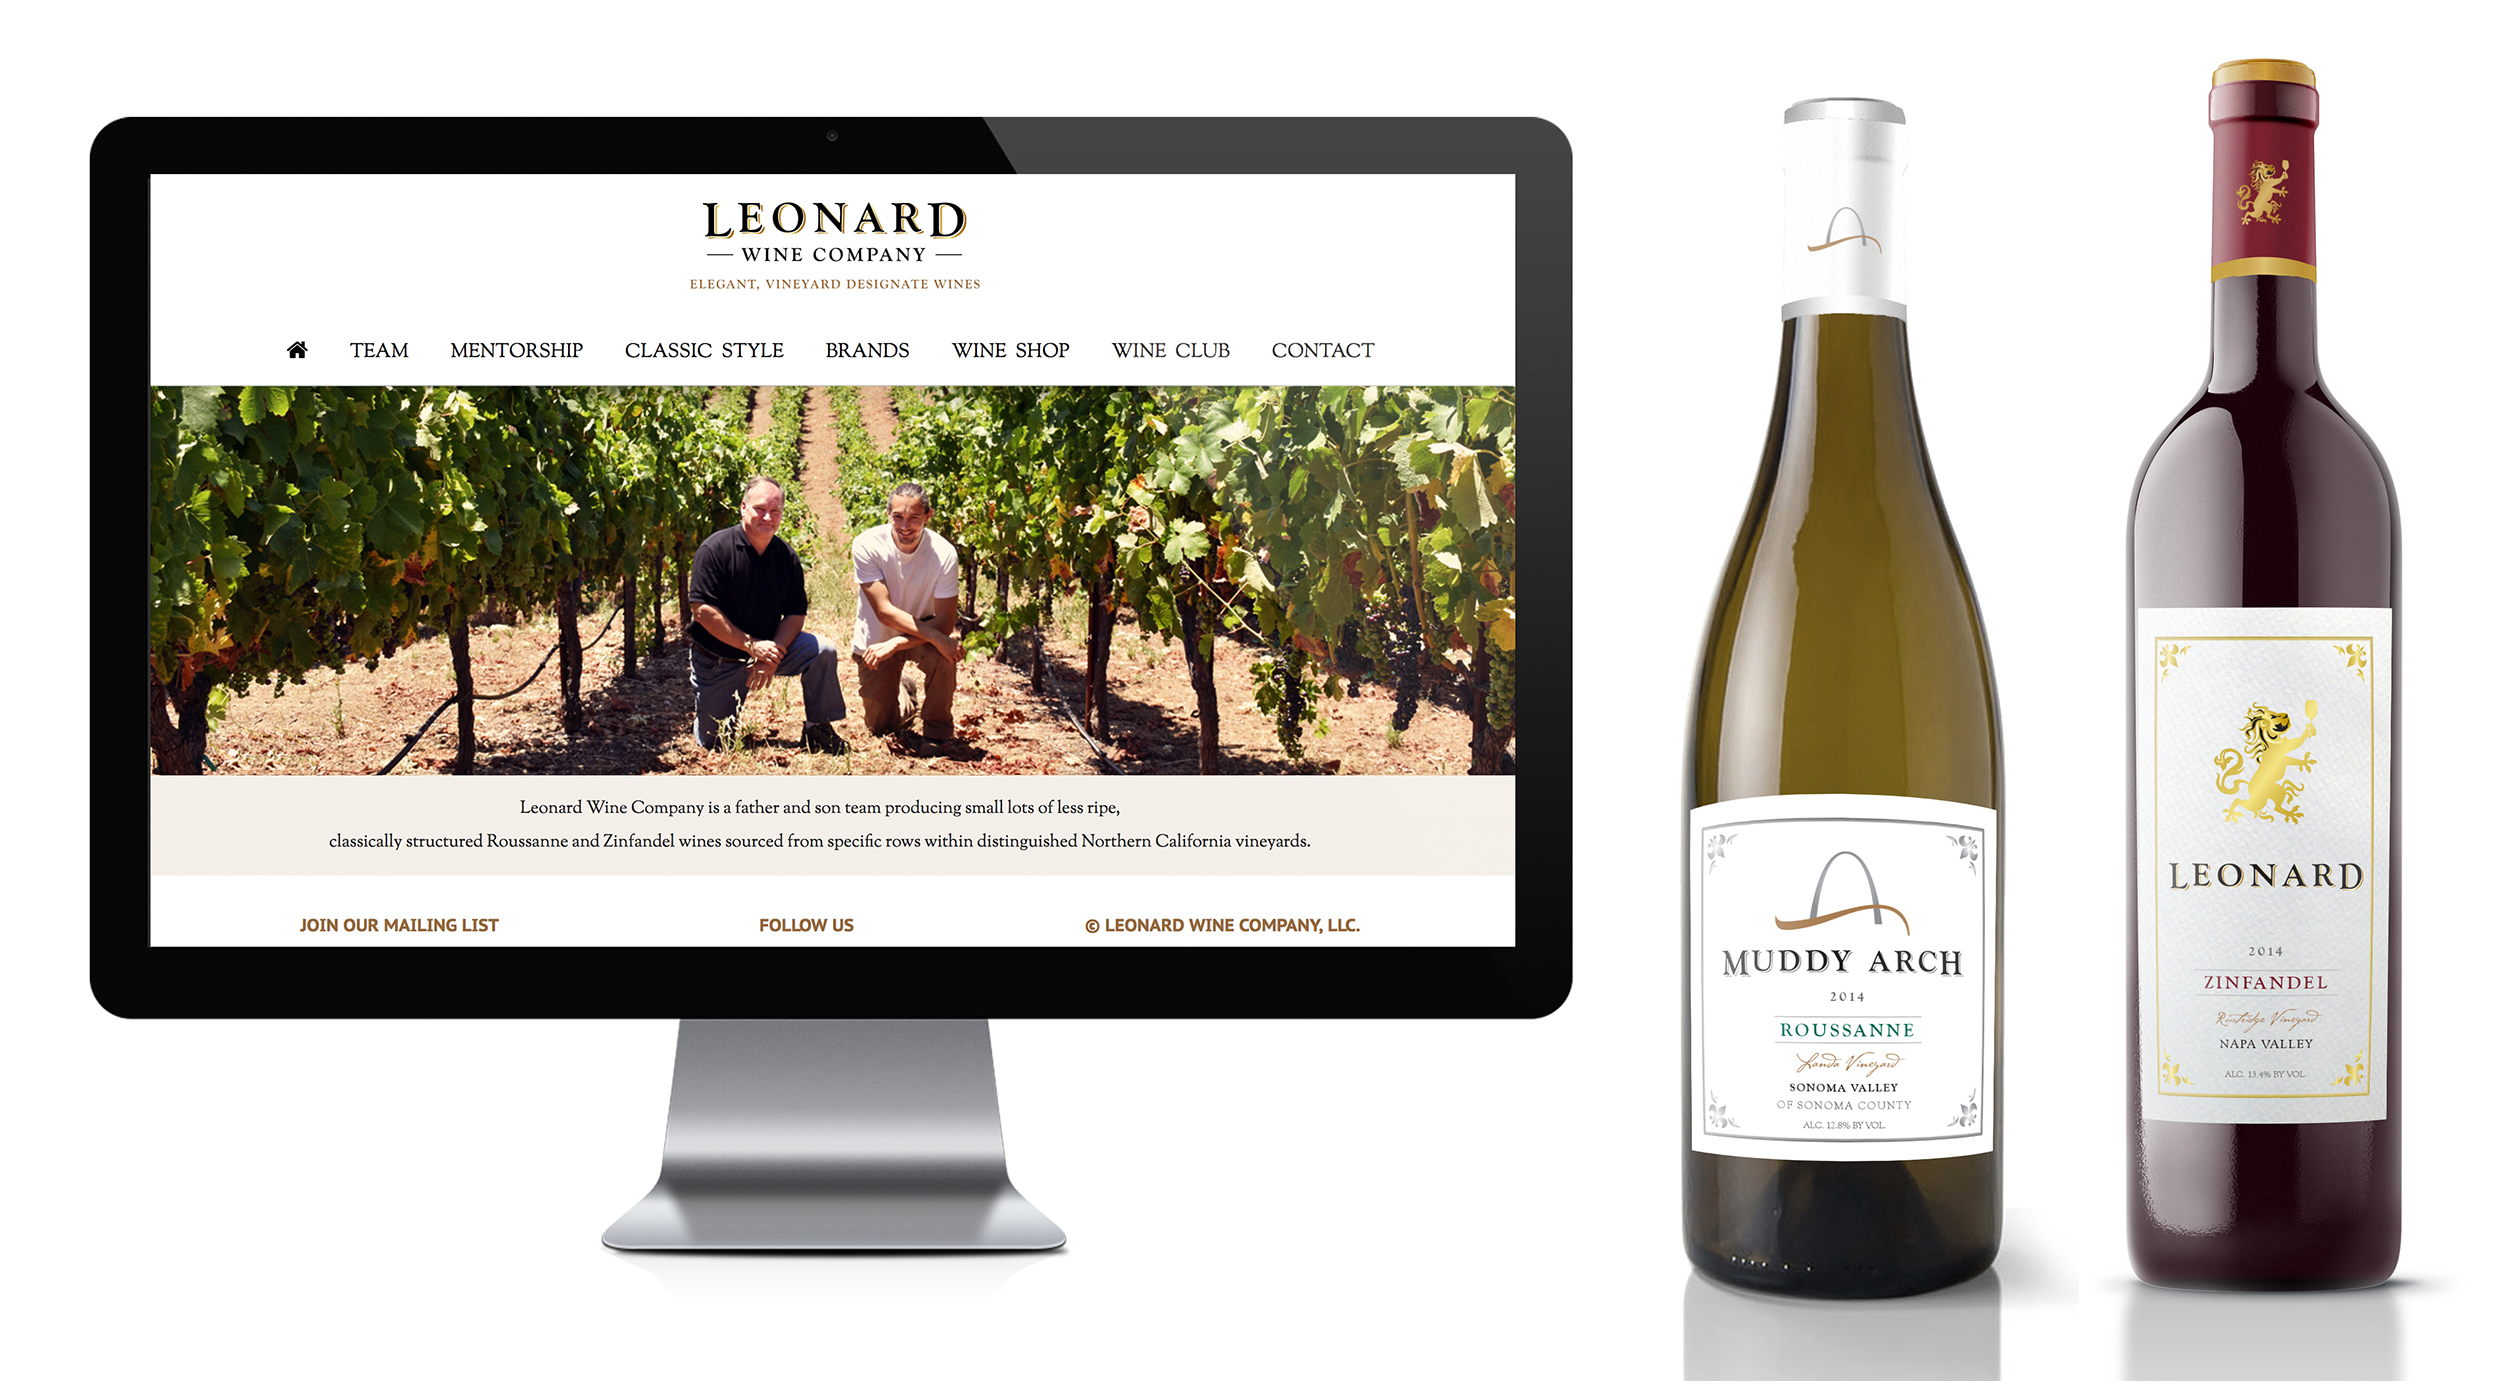 LEONARD
WINE COMPANY
ELEGANT, VINEYARD DESIGNATE WINES
TEAM MENTORSHIP CLASSIC STYLE BRANDS WINE SHOP WINE CLUB CONTACT
Leonard Wine Company is a father and son team producing small lots of less ripe,
classically structured Roussanne and Zinfandel wines sourced from specific rows within distinguished Northern California vineyards.
JOIN OUR MAILING LIST FOLLOW US © LEONARD WINE COMPANY, LLC.
MUDDY ARCH
2014
ROUSSANNE
Landa Vineyard
SONOMA VALLEY
OF SONOMA COUNTY
ALC. 12.8% BY VOL.
LEONARD
2014
ZINFANDEL
Rustridge Vineyard
NAPA VALLEY
ALC. 13.4% BY VOL.